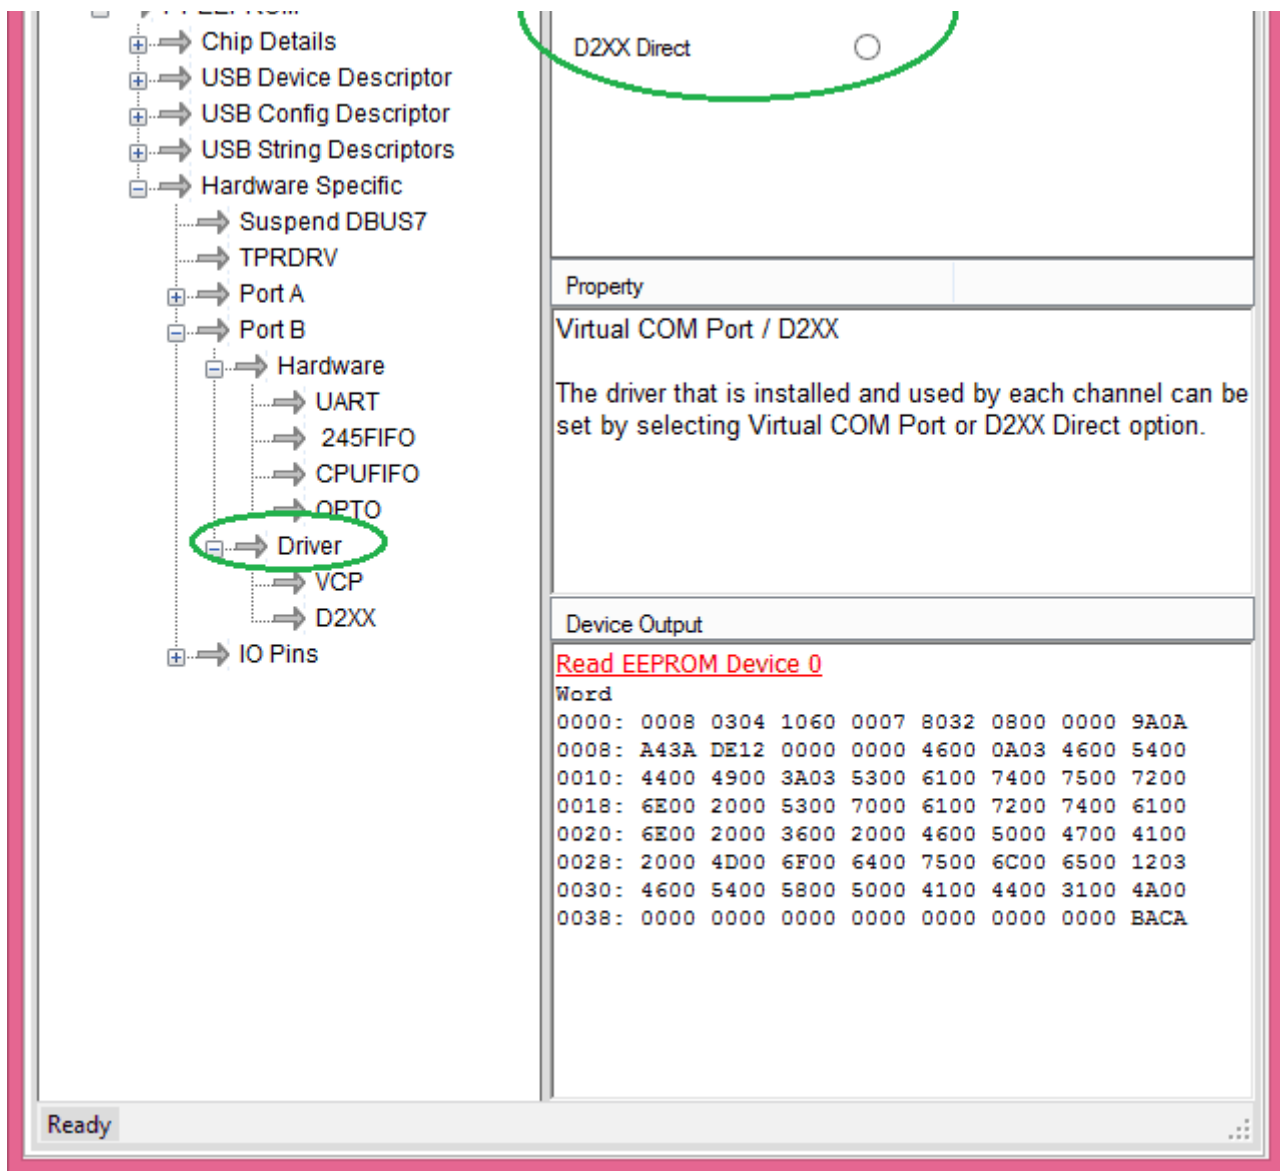 Chip Details
USB Device Descriptor
USB Config Descriptor
USB String Descriptors
Hardware Specific
Suspend DBUS7
TPRDRV
Port A
Port B
Hardware
UART
245FIFO
CPUFIFO
OPTO
Driver
VCP
D2XX
IO Pins
D2XX Direct
Property
Virtual COM Port / D2XX
The driver that is installed and used by each channel can be
set by selecting Virtual COM Port or D2XX Direct option.
Device Output
Read EEPROM Device 0
Word
0000: 0008 0304 1060 0007 8032 0800 0000 9A0A
0008: A43A DE12 0000 0000 4600 0A03 4600 5400
0010: 4400 4900 3A03 5300 6100 7400 7500 7200
0018: 6E00 2000 5300 7000 6100 7200 7400 6100
0020: 6E00 2000 3600 2000 4600 5000 4700 4100
0028: 2000 4D00 6F00 6400 7500 6C00 6500 1203
0030: 4600 5400 5800 5000 4100 4400 3100 4A00
0038: 0000 0000 0000 0000 0000 0000 0000 BACA
Ready